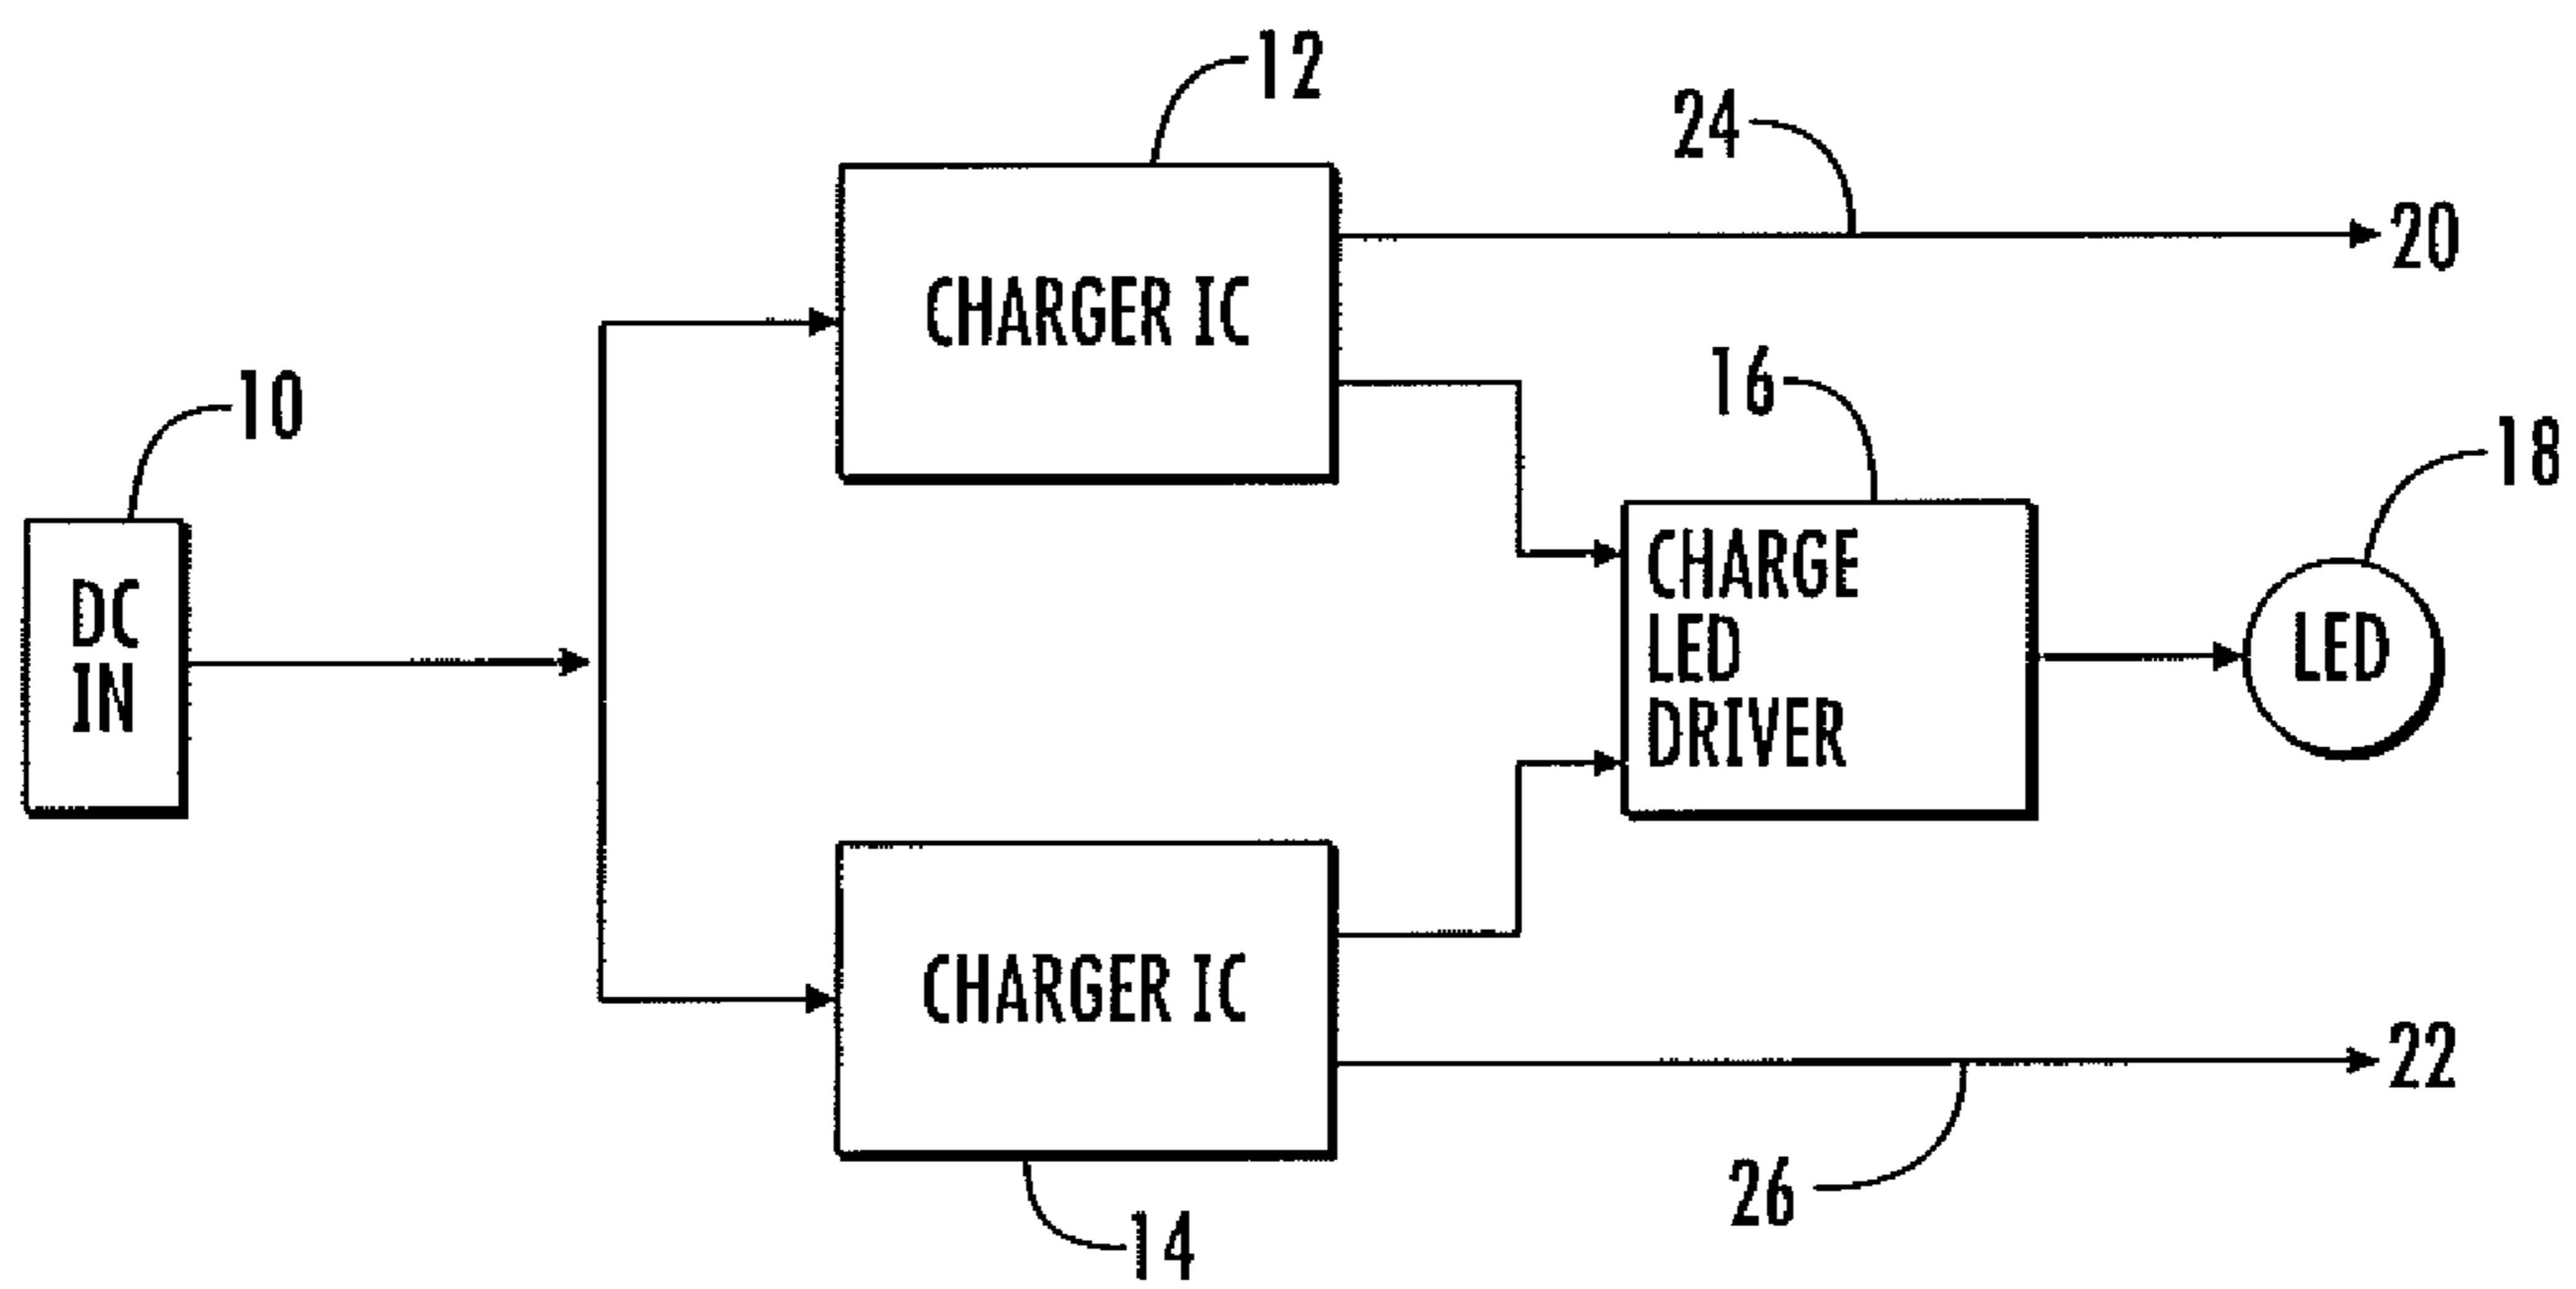 12
24
20
CHARGER IC
10
16
18
DC
IN
CHARGE
LED
DRIVER
LED
CHARGER IC
22
26
14